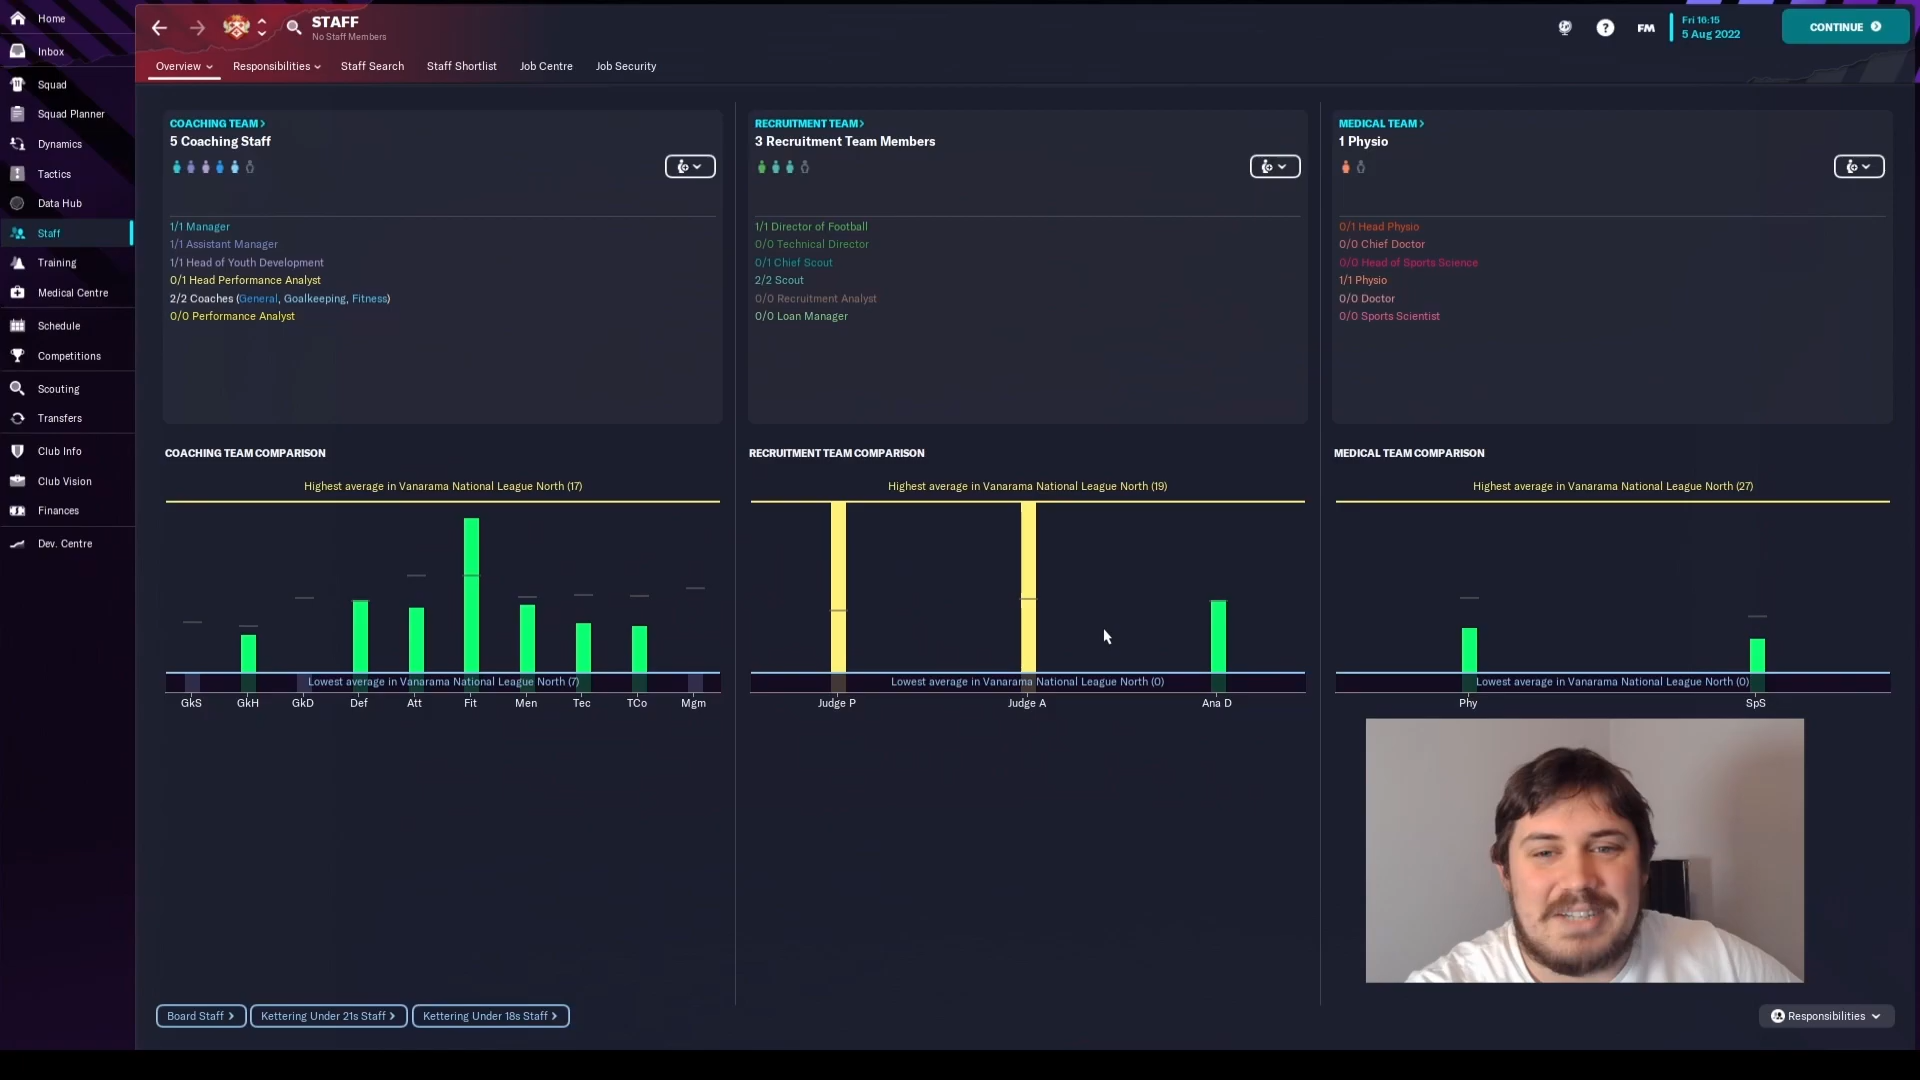 Home
Inbox
Squad
Squad Planner
Dynamics
Tactics
Data Hub
Staff
Training
Medical Centre
Schedule
Competitions
Scouting
Transfers
Club Info
Club Vision
Finances
Dev. Centre
STAFF
No Staff Members
FM
Fri 16:15
5 Aug 2022
CONTINUE
Overview Responsibilities Staff Search Staff Shortlist Job Centre Job Security
COACHING TEAM >
5 Coaching Staff
1/1 Manager
1/1 Assistant Manager
1/1 Head of Youth Development
0/1 Head Performance Analyst
2/2 Coaches (General, Goalkeeping, Fitness)
0/0 Performance Analyst
RECRUITMENT TEAM >
3 Recruitment Team Members
1/1 Director of Football
0/0 Technical Director
0/1 Chief Scout
2/2 Scout
0/0 Recruitment Analyst
0/0 Loan Manager
MEDICAL TEAM >
1 Physio
0/1 Head Physio
0/0 Chief Doctor
0/0 Head of Sports Science
1/1 Physio
0/0 Doctor
0/0 Sports Scientist
COACHING TEAM COMPARISON
Highest average in Vanarama National League North (17)
Lowest average in Vanarama National League North (7)
GkS GkH GkD Def Att Fit Men Tec TCo Mgm
RECRUITMENT TEAM COMPARISON
Highest average in Vanarama National League North (19)
Lowest average in Vanarama National League North (0)
Judge P Judge A Ana D
MEDICAL TEAM COMPARISON
Highest average in Vanarama National League North (27)
Lowest average in Vanarama National League North (0)
Phy SpS
Board Staff > Kettering Under 21s Staff > Kettering Under 18s Staff >
Responsibilities